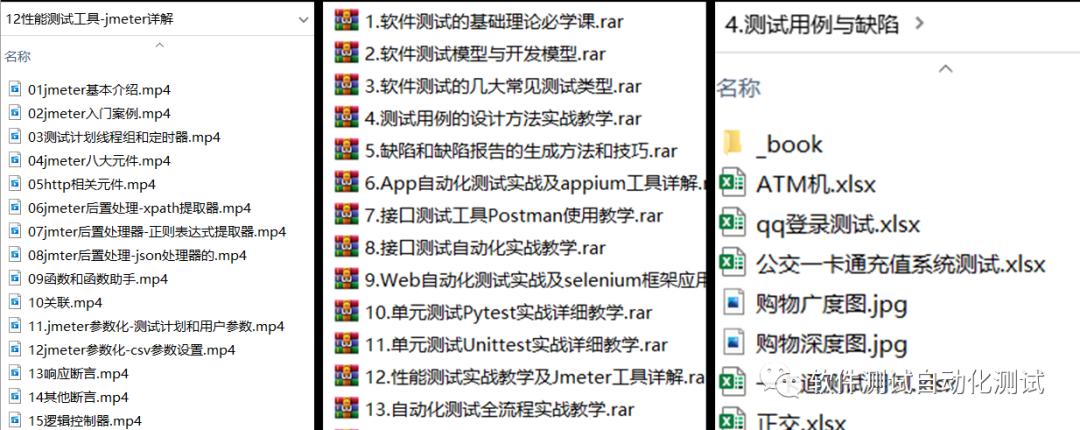 12性能测试工具-jmeter详解
名称
01jmeter基本介绍.mp4
02jmeter入门案例.mp4
03测试计划线程组和定时器.mp4
04jmeter八大元件.mp4
05http相关元件.mp4
06jmeter后置处理-xpath提取器.mp4
07jmter后置处理器-正则表达式提取器.mp4
08jmter后置处理-json处理器的.mp4
09函数和函数助手.mp4
10关联.mp4
11.jmeter参数化-测试计划和用户参数.mp4
12jmeter参数化-csv参数设置.mp4
13响应断言.mp4
14其他断言.mp4
15逻辑控制器.mp4
1.软件测试的基础理论必学课.rar
2.软件测试模型与开发模型.rar
3.软件测试的几大常见测试类型.rar
4.测试用例的设计方法实战教学.rar
5.缺陷和缺陷报告的生成方法和技巧.rar
6.App自动化测试实战及appium工具详解.r
7.接口测试工具Postman使用教学.rar
8.接口测试自动化实战教学.rar
9.Web自动化测试实战及selenium框架应用
10.单元测试Pytest实战详细教学.rar
11.单元测试Unittest实战详细教学.rar
12.性能测试实战教学及Jmeter工具详解.ra
13.自动化测试全流程实战教学.rar
4.测试用例与缺陷
名称
_book
ATM机.xlsx
qq登录测试.xlsx
公交一卡通充值系统测试.xlsx
购物广度图.jpg
购物深度图.jpg
软件测试自动化测试
正交.xlsx